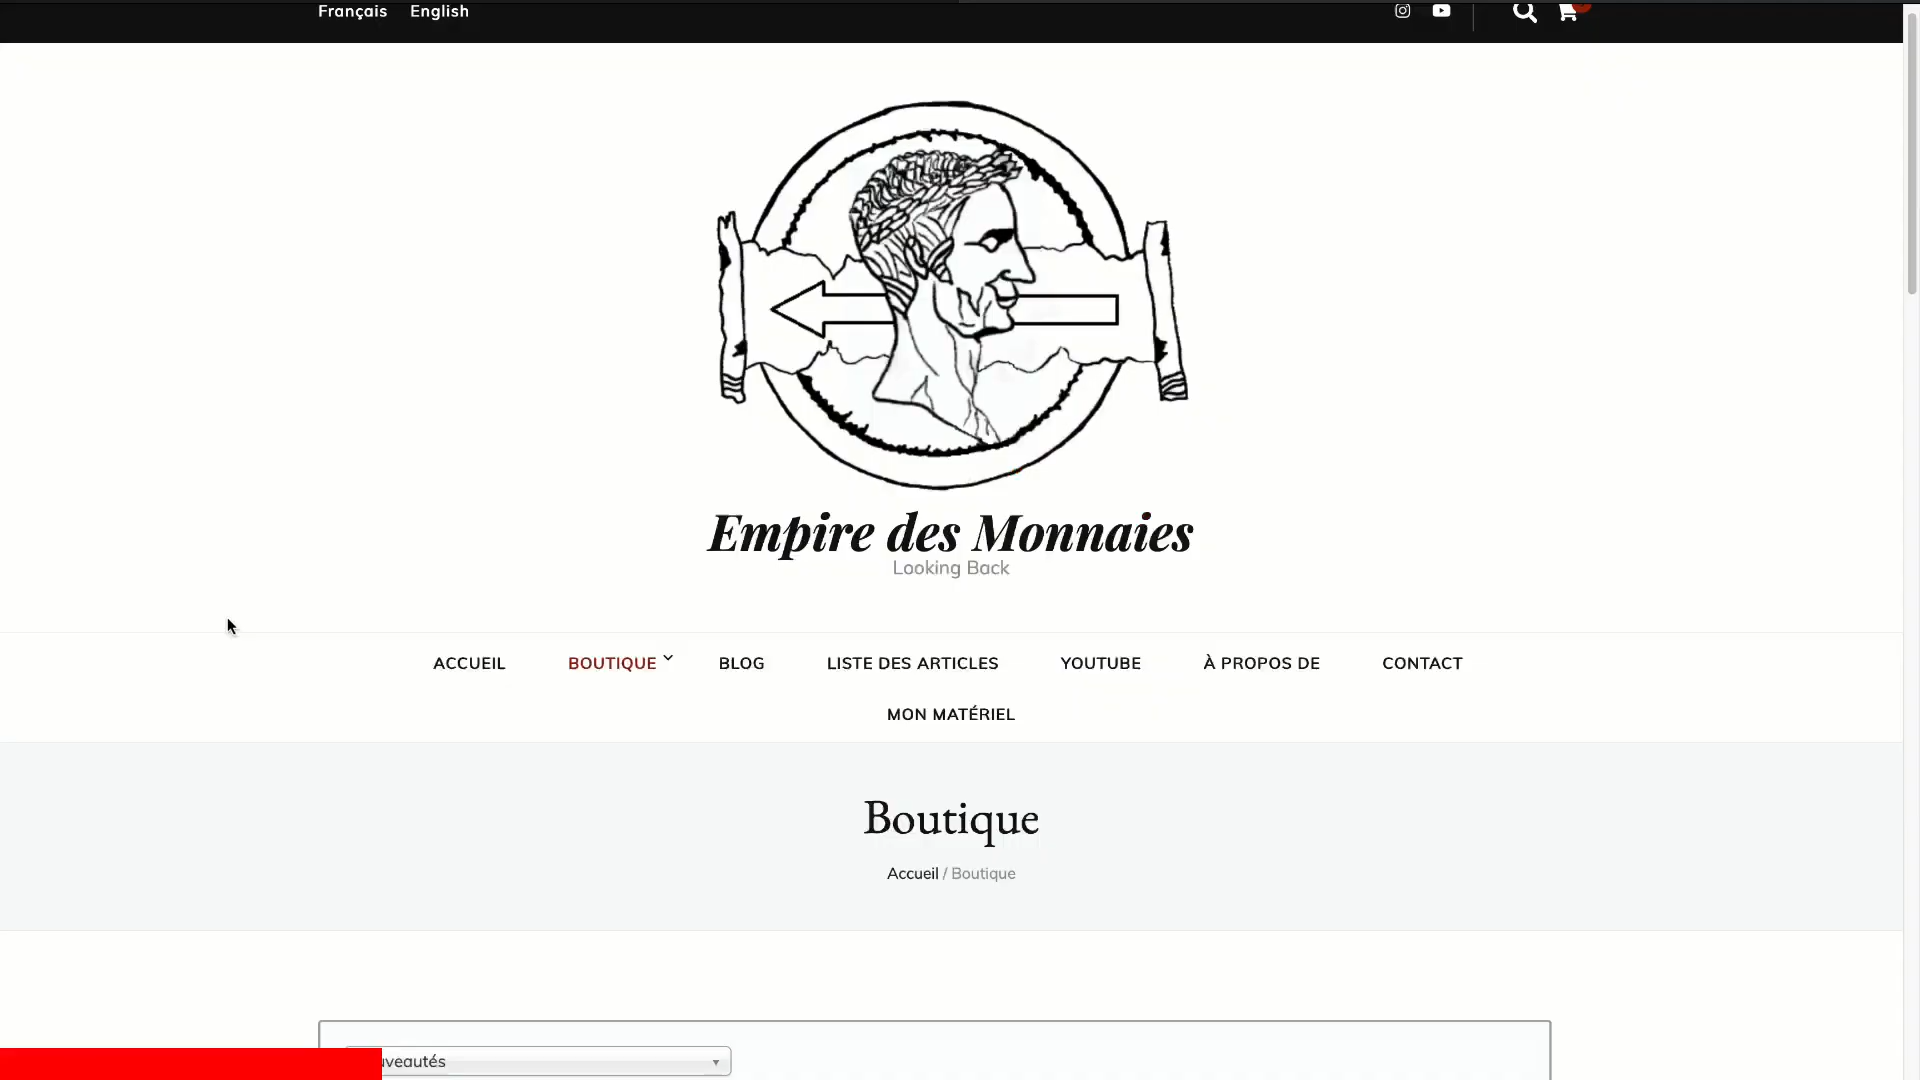 Français English
Empire des Monnaies
Looking Back
ACCUEIL BOUTIQUE BLOG LISTE DES ARTICLES YOUTUBE À PROPOS DE CONTACT
MON MATÉRIEL
Boutique
Accueil / Boutique
uveautés